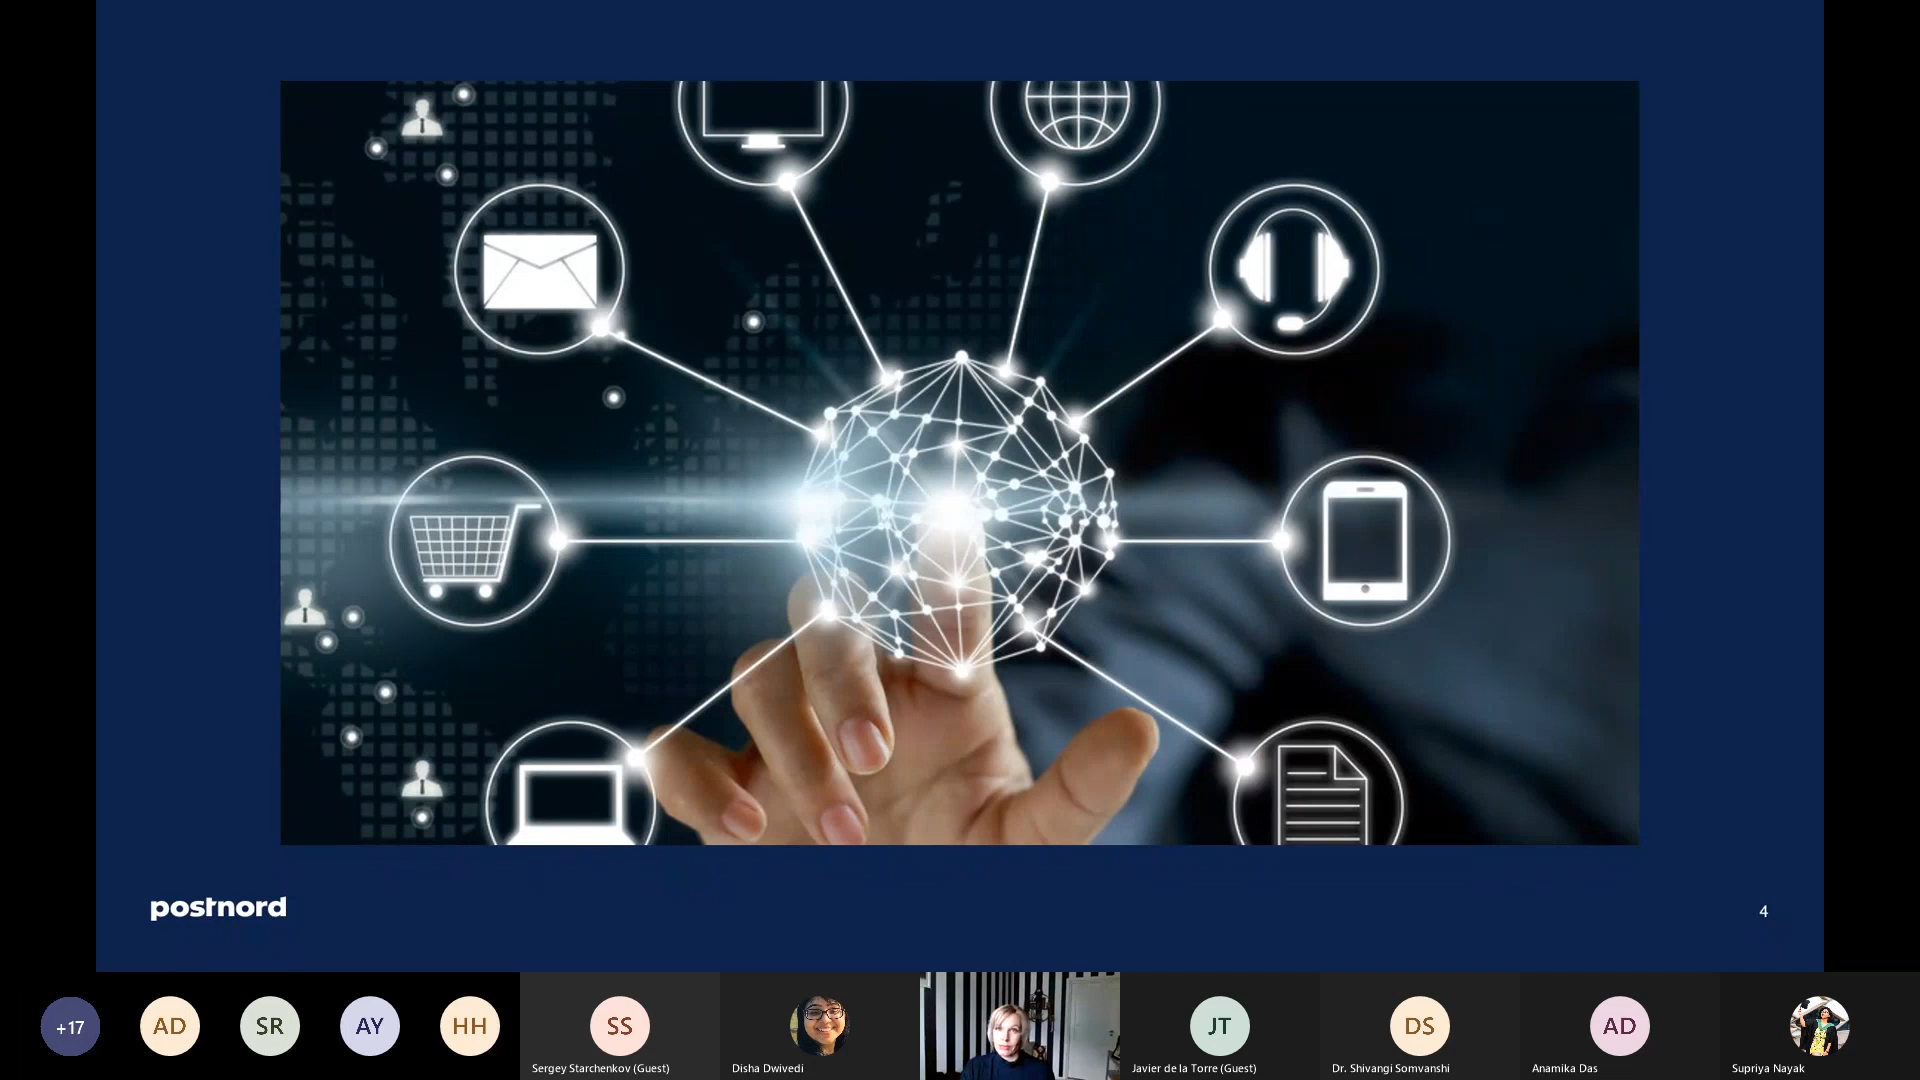 postnord
4
+17
AD
SR
AY
HH
SS
JT
DS
AD
Sergey Starchenkov (Guest)
Disha Dwivedi
Javier de la Torre (Guest)
Dr. Shivangi Somvanshi
Anamika Das
Supriya Nayak